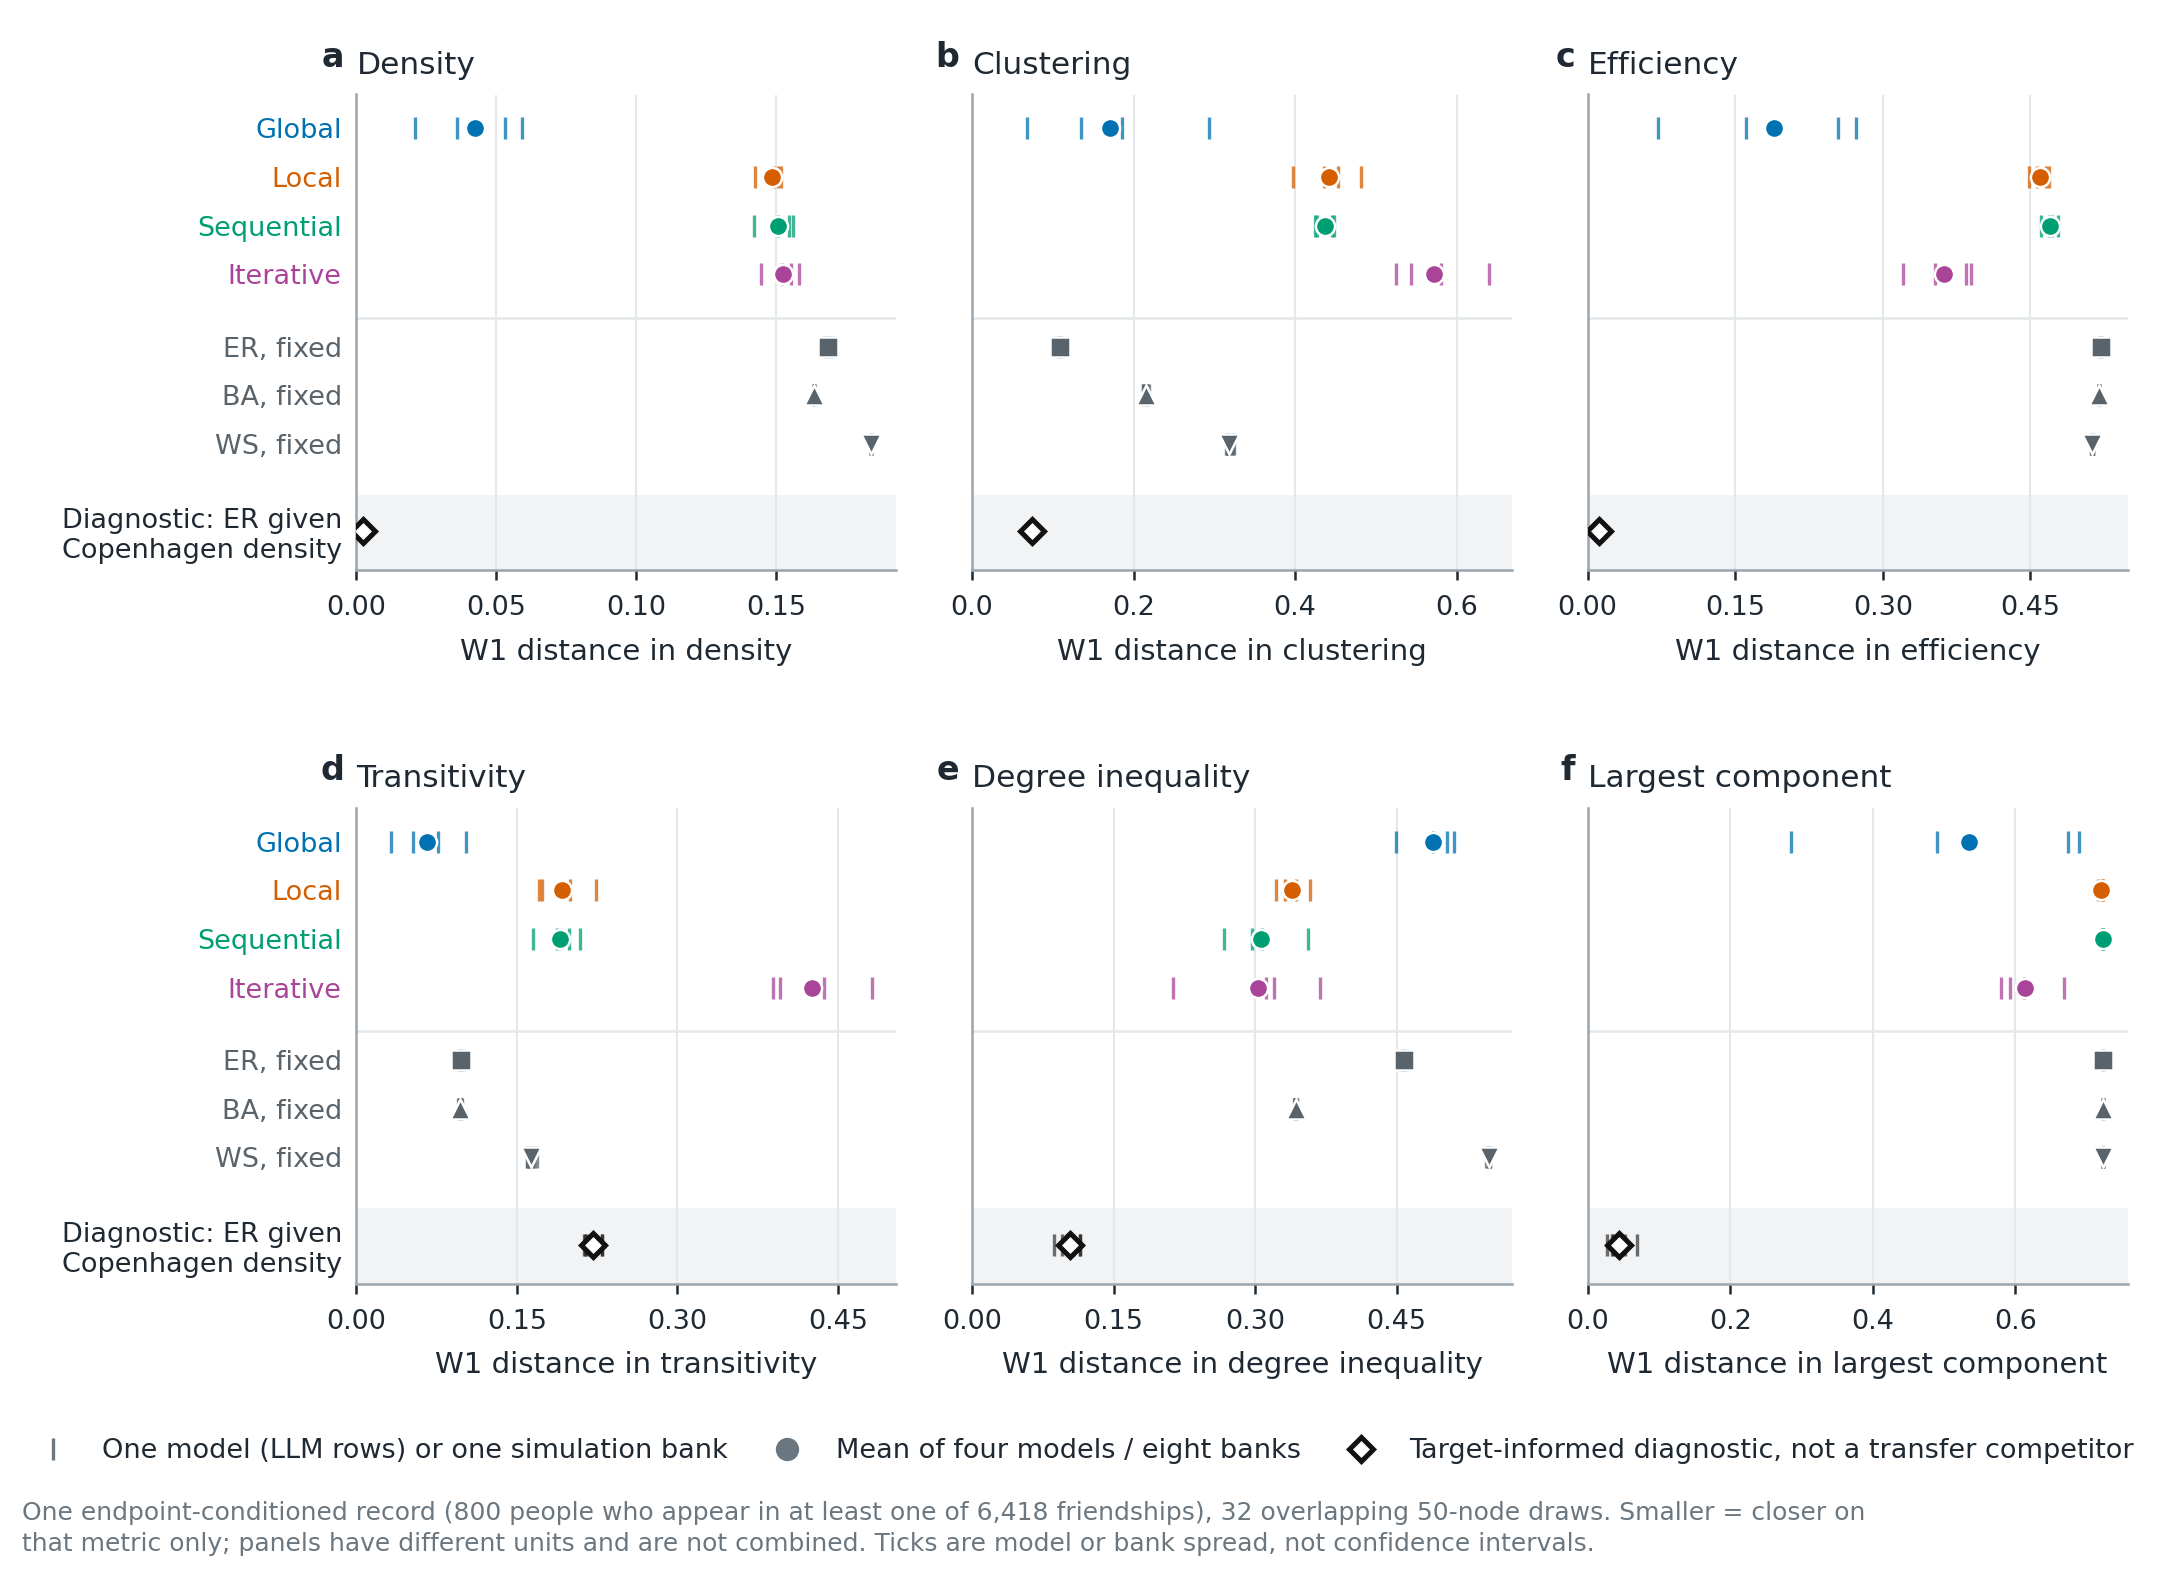 a Density
b Clustering
c Efficiency
Global
Local
Sequential
Iterative
ER, fixed
BA, fixed
WS, fixed
Diagnostic: ER given
Copenhagen density
0.00 0.05 0.10 0.15
0.0 0.2 0.4 0.6
0.00 0.15 0.30 0.45
W1 distance in density
W1 distance in clustering
W1 distance in efficiency
d Transitivity
e Degree inequality
f Largest component
Global
Local
Sequential
Iterative
ER, fixed
BA, fixed
WS, fixed
Diagnostic: ER given
Copenhagen density
0.00 0.15 0.30 0.45
0.00 0.15 0.30 0.45
0.0 0.2 0.4 0.6
W1 distance in transitivity
W1 distance in degree inequality
W1 distance in largest component
One model (LLM rows) or one simulation bank
Mean of four models / eight banks
Target-informed diagnostic, not a transfer competitor
One endpoint-conditioned record (800 people who appear in at least one of 6,418 friendships), 32 overlapping 50-node draws. Smaller = closer on
that metric only; panels have different units and are not combined. Ticks are model or bank spread, not confidence intervals.